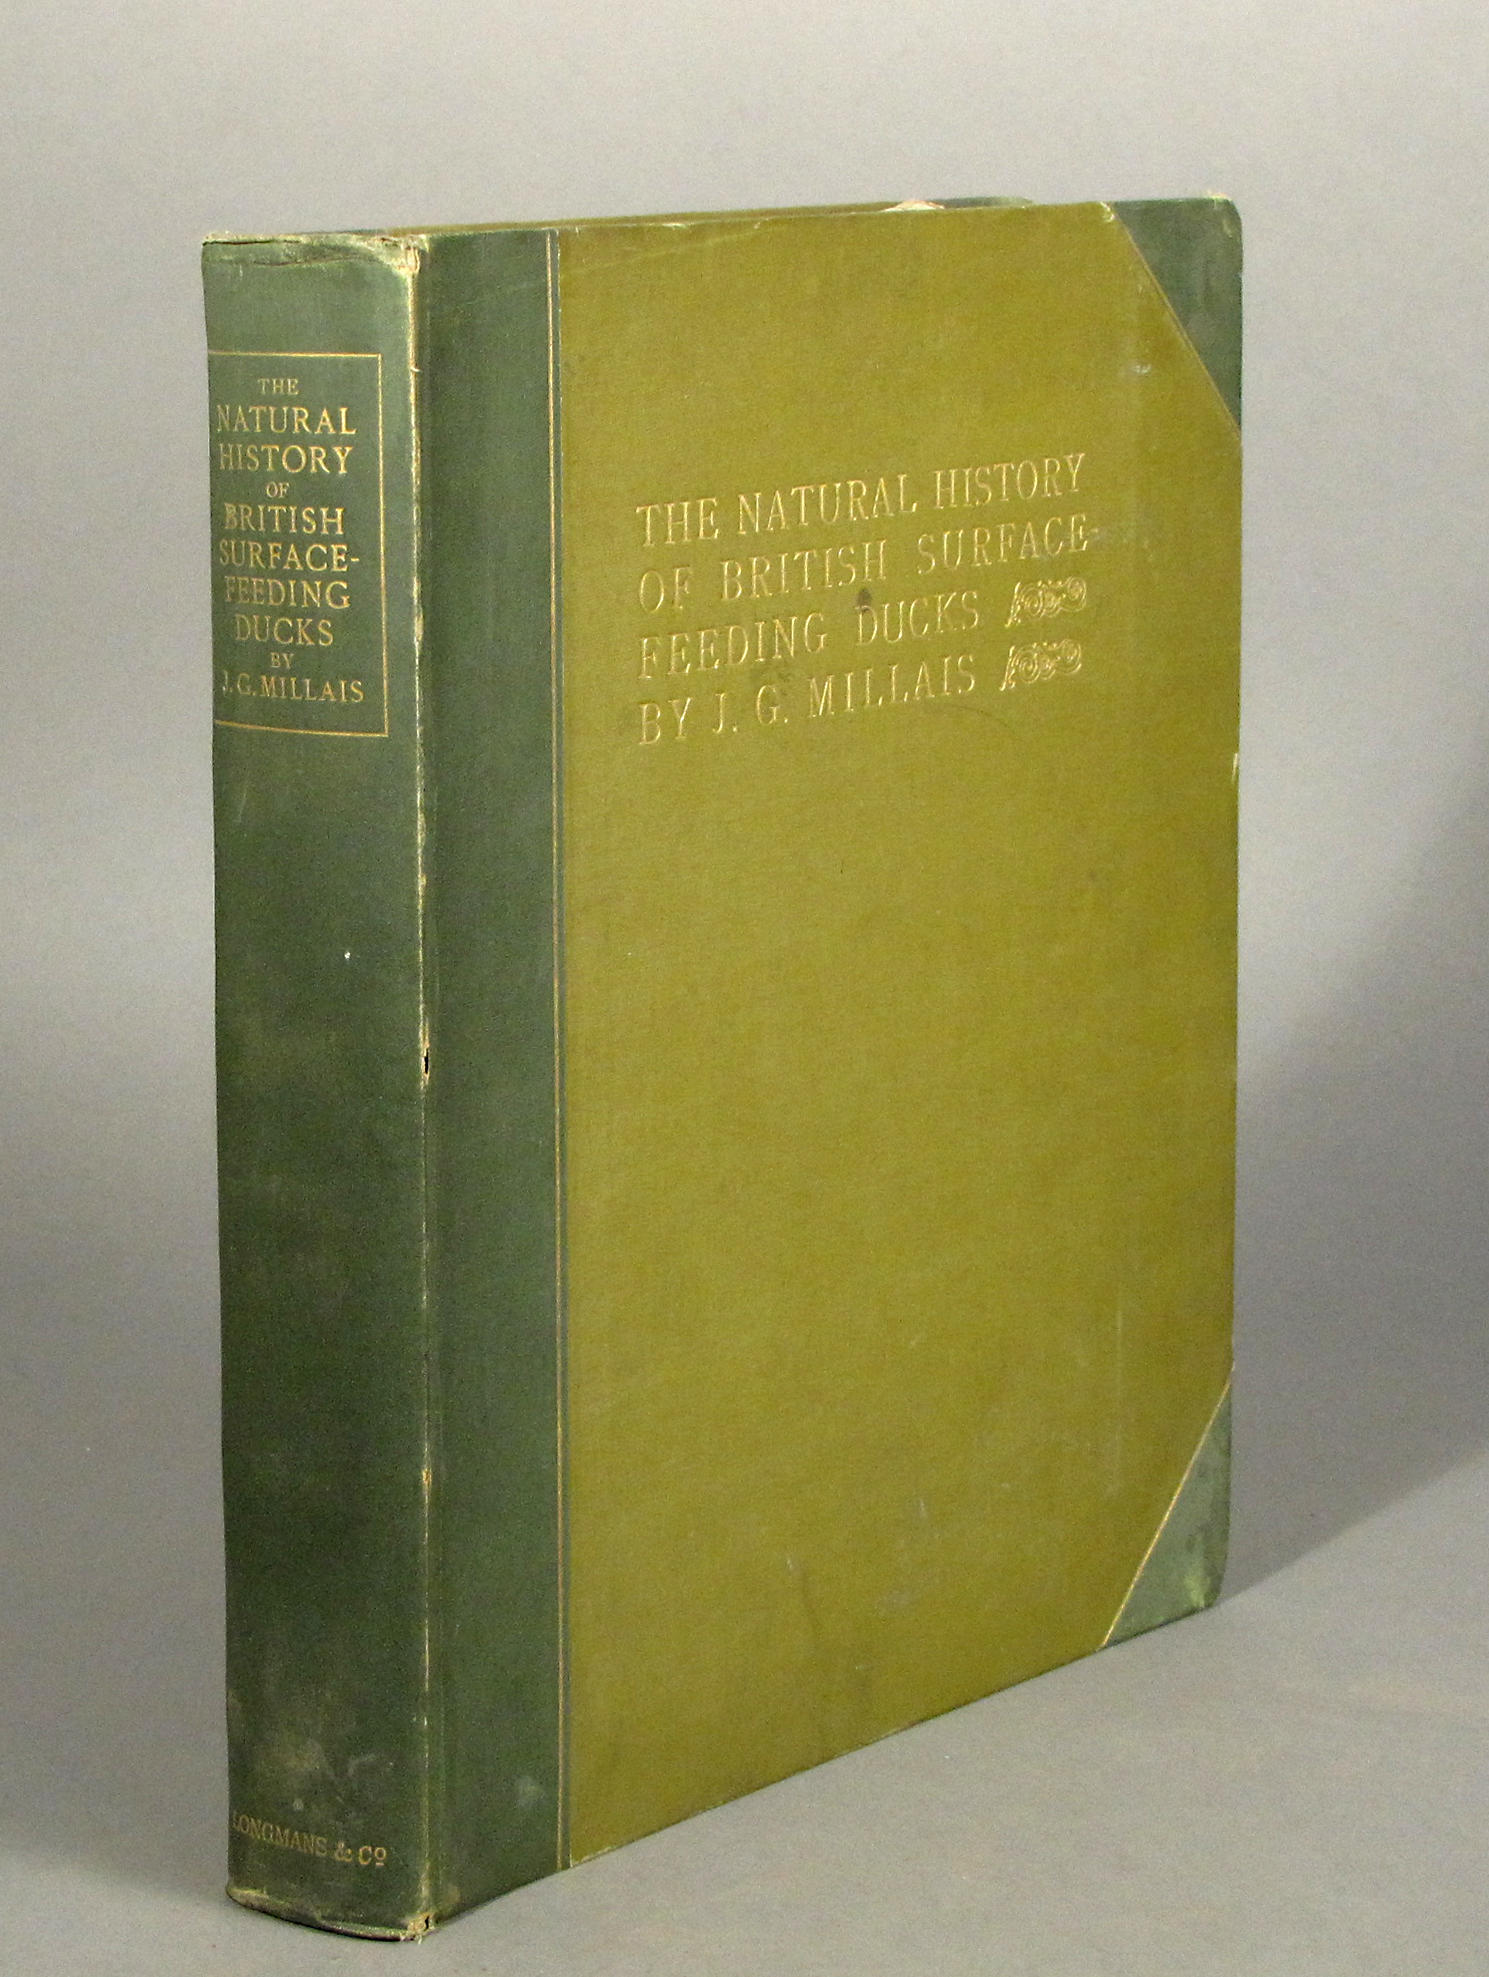 THE
NATURAL
HISTORY
OF
BRITISH
SURFACE-
FEEDING
DUCKS
BY
J. G. MILLAIS
LONGMANS & Cº
THE NATURAL HISTORY
OF BRITISH SURFACE-
FEEDING DUCKS
BY J. G. MILLAIS